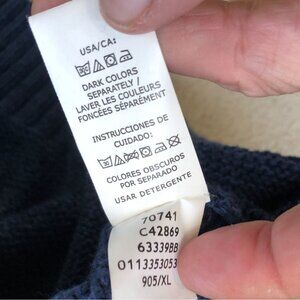 USA/CA:
DARK COLORS
SEPARATELY /
LAVER LES COULEURS
FONCÉES SÉPARÉMENT
INSTRUCCIONES DE
CUIDADO:
COLORES OBSCUROS
POR SEPARADO
USAR DETERGENTE
70741
C42869
63339BB
0113353053
905/XL